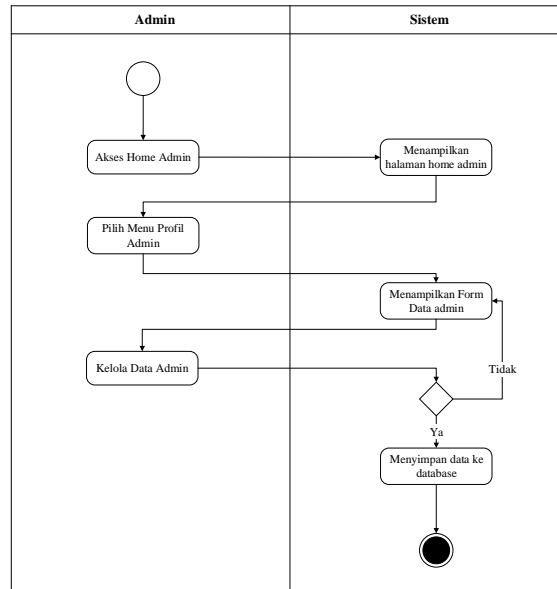 Admin
Sistem
Akses Home Admin
Menampilkan
halaman home admin
Pilih Menu Profil
Admin
Menampilkan Form
Data admin
Kelola Data Admin
Tidak
Ya
Menyimpan data ke
database